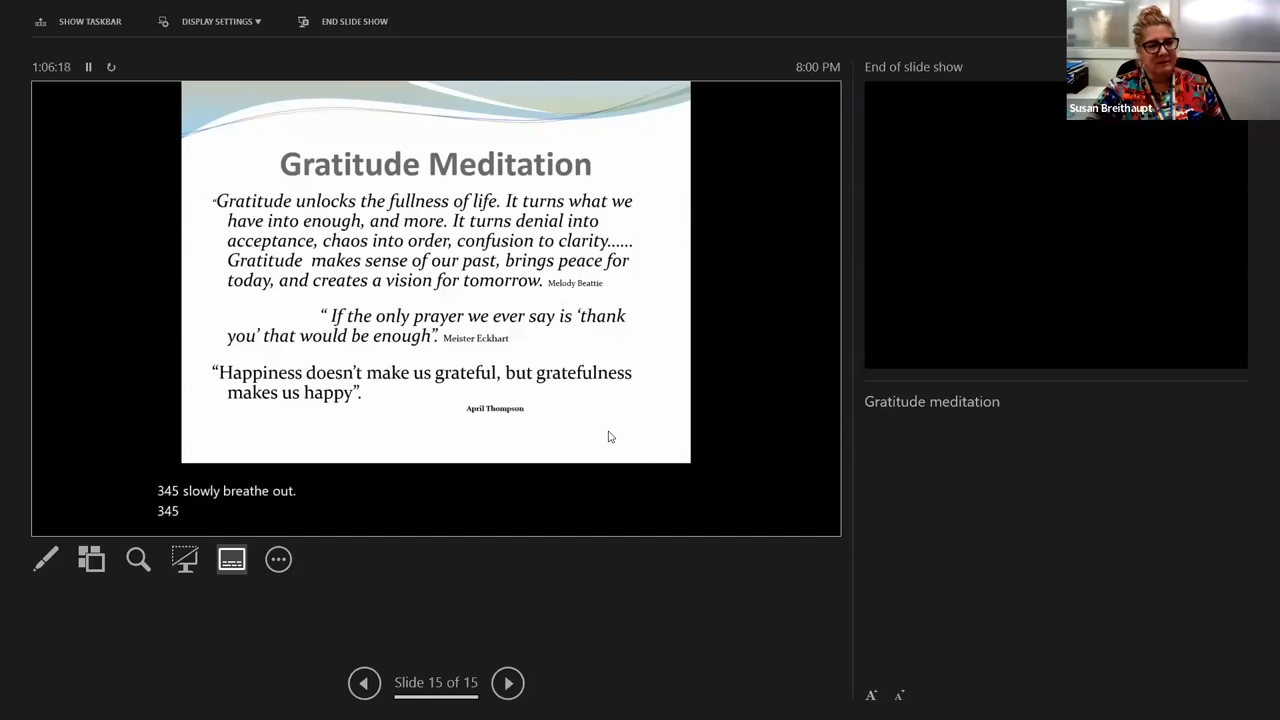 SHOW TASKBAR
DISPLAY SETTINGS ▼
END SLIDE SHOW
1:06:18
8:00 PM
End of slide show
Susan Breithaupt
Gratitude Meditation
“Gratitude unlocks the fullness of life. It turns what we
have into enough, and more. It turns denial into
acceptance, chaos into order, confusion to clarity......
Gratitude makes sense of our past, brings peace for
today, and creates a vision for tomorrow. Melody Beattie
“ If the only prayer we ever say is ‘thank
you’ that would be enough”. Meister Eckhart
“Happiness doesn’t make us grateful, but gratefulness
makes us happy”.
April Thompson
Gratitude meditation
345 slowly breathe out.
345
Slide 15 of 15
A
A